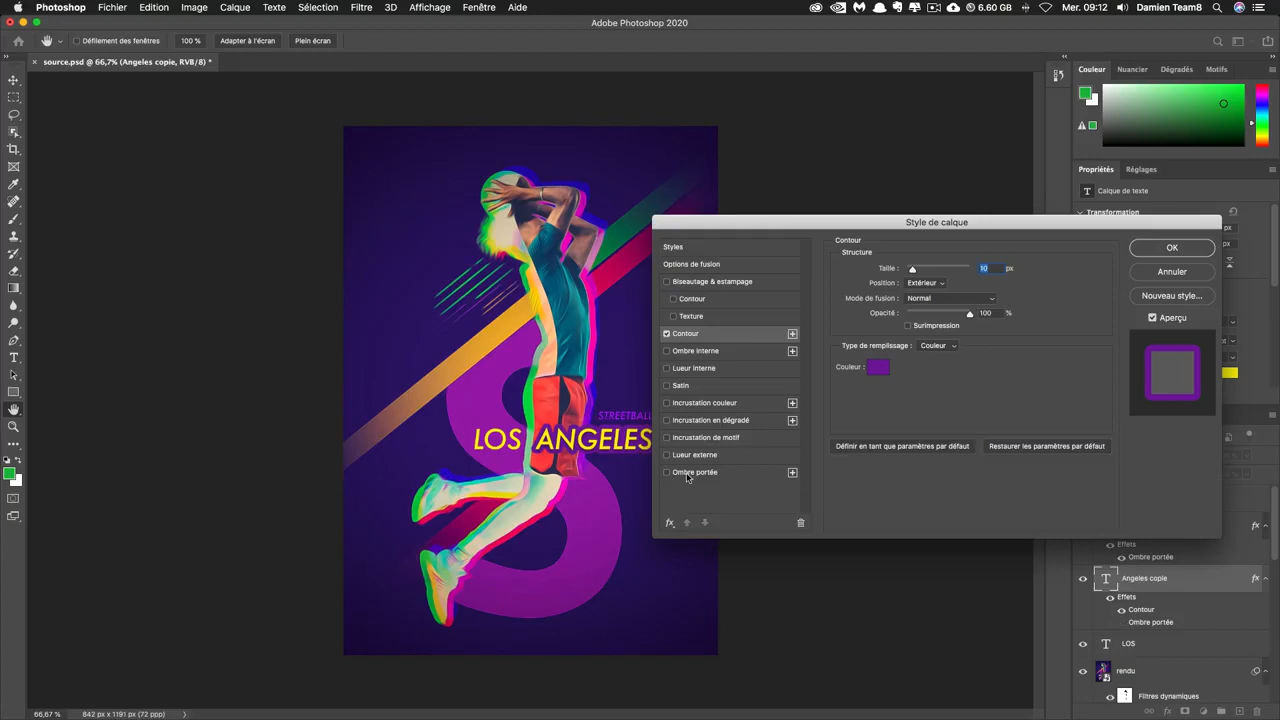 Photoshop Fichier Edition Image Calque Texte Sélection Filtre 3D Affichage Fenêtre Aide 6.60 GB Mer. 09:12 Damien Team8
Adobe Photoshop 2020
Défilement des fenêtres 100 % Adapter à l'écran Plein écran
source.psd @ 66,7% (Angeles copie, RVB/8) *
Couleur Nuancier Dégradés Motifs
Propriétés Réglages
T Calque de texte
Transformation
Style de calque
Styles
Options de fusion
Biseautage & estampage
Contour
Texture
Contour
Ombre interne
Lueur interne
Satin
Incrustation couleur
Incrustation en dégradé
Incrustation de motif
Lueur externe
Ombre portée
fx
Contour
Structure
Taille : 10 px
Position : Extérieur
Mode de fusion : Normal
Opacité : 100 %
Surimpression
Type de remplissage : Couleur
Couleur :
Définir en tant que paramètres par défaut Restaurer les paramètres par défaut
OK
Annuler
Nouveau style...
Aperçu
px
px
STREETBALL
LOS ANGELES
S
fx
Effets
Ombre portée
T Angeles copie fx
Effets
Contour
Ombre portée
T LOS
rendu
Filtres dynamiques
fx
66,67 % 842 px x 1191 px (72 ppp)